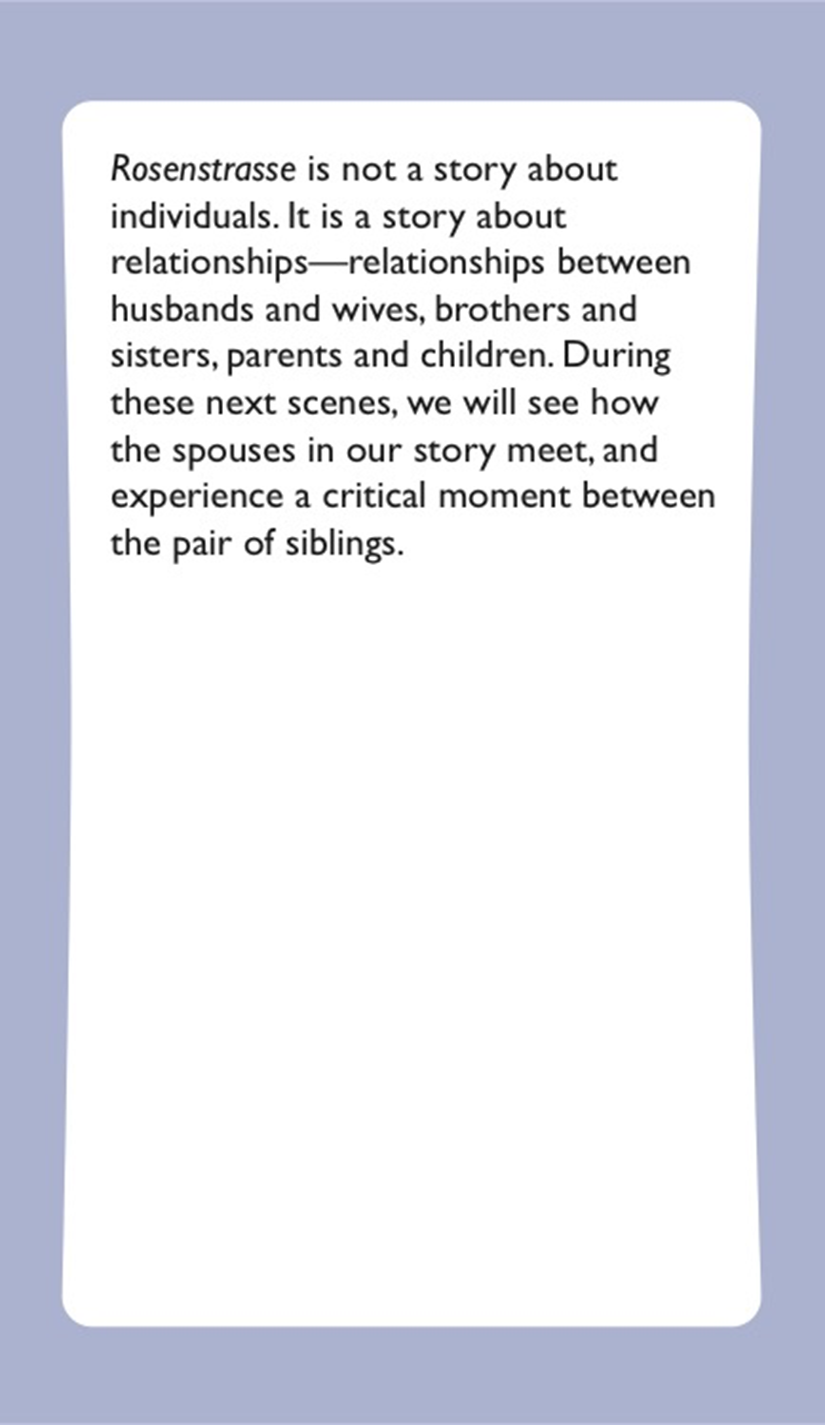 Rosenstrasse is not a story about
individuals. It is a story about
relationships—relationships between
husbands and wives, brothers and
sisters, parents and children. During
these next scenes, we will see how
the spouses in our story meet, and
experience a critical moment between
the pair of siblings.